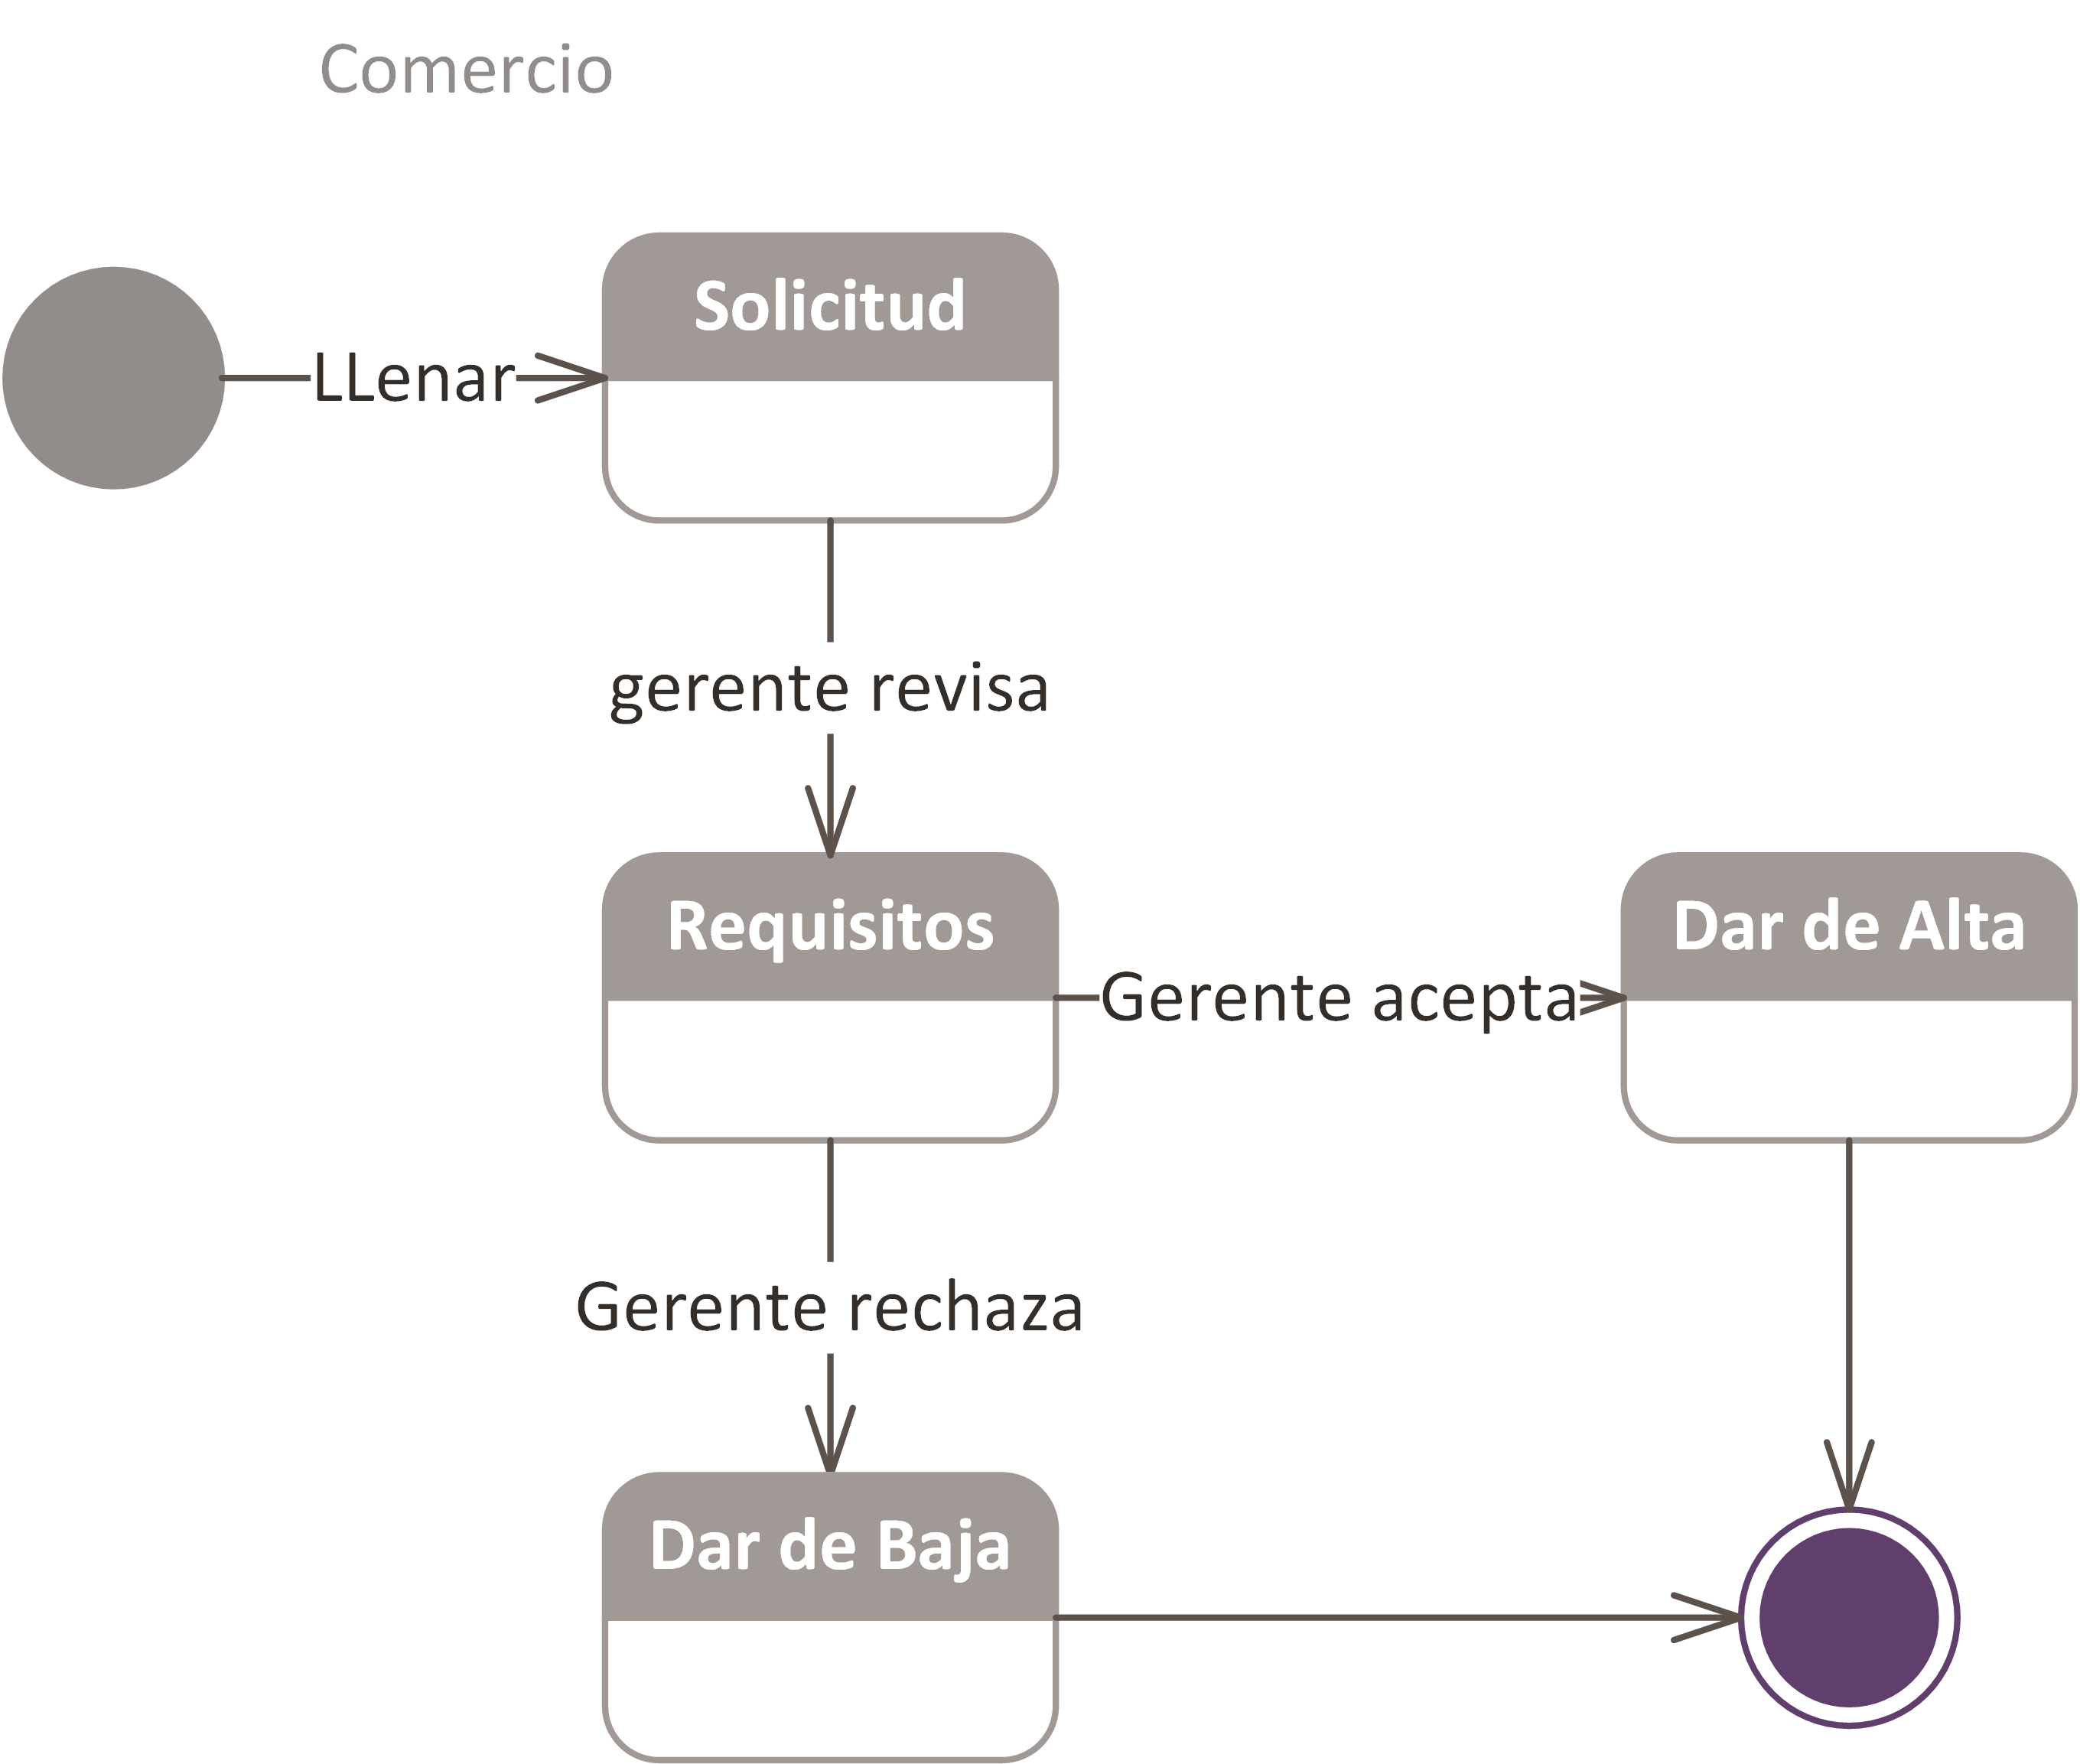 Comercio
Solicitud
LLenar
gerente revisa
Requisitos
Dar de Alta
Gerente acepta
Gerente rechaza
Dar de Baja